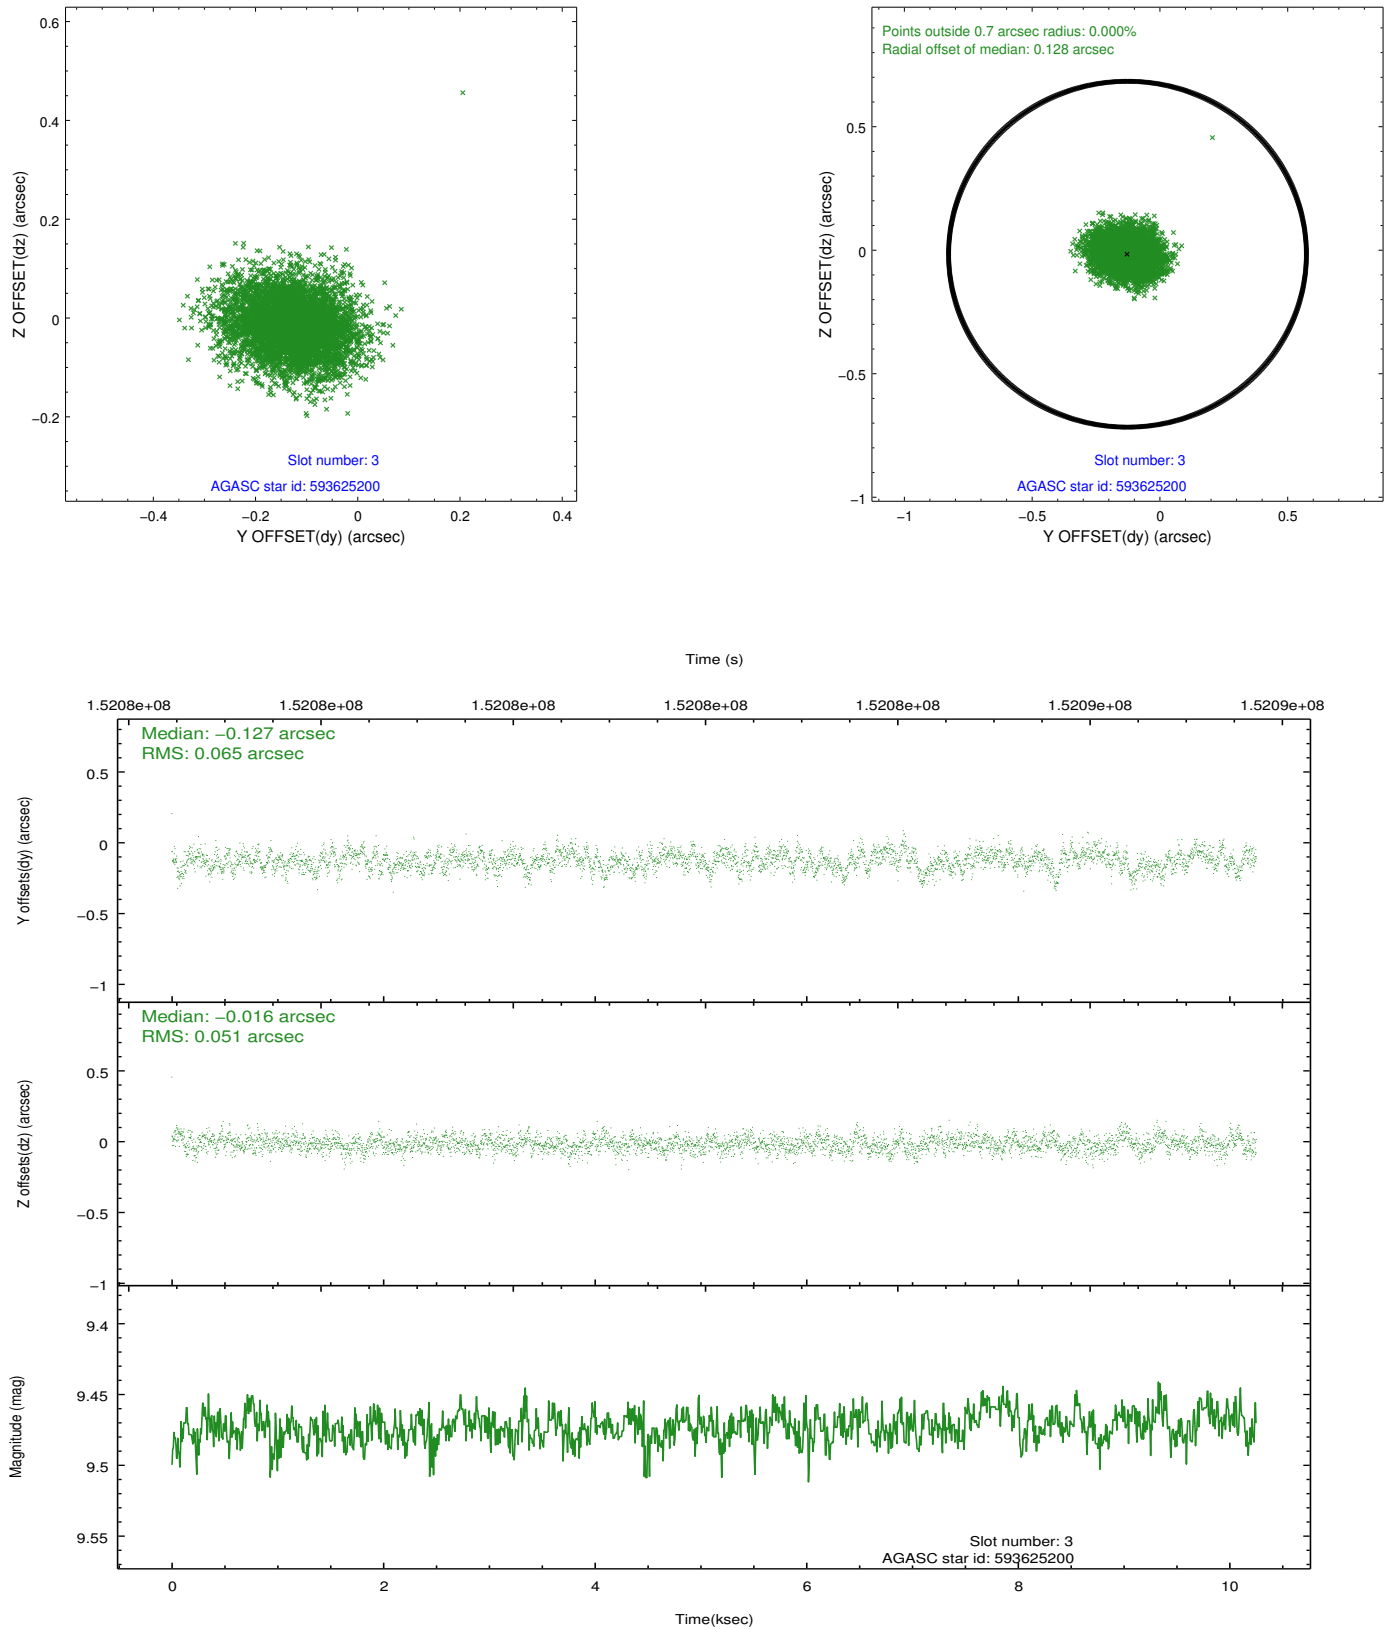 0.6
0.4
0.2
0
−0.2
Z OFFSET(dz) (arcsec)
Slot number: 3
AGASC star id: 593625200
−0.4 −0.2 0 0.2 0.4
Y OFFSET(dy) (arcsec)
Points outside 0.7 arcsec radius: 0.000%
Radial offset of median: 0.128 arcsec
0.5
0
−0.5
−1
Z OFFSET(dz) (arcsec)
Slot number: 3
AGASC star id: 593625200
−1 −0.5 0 0.5
Y OFFSET(dy) (arcsec)
Time (s)
1.5208e+08 1.5208e+08 1.5208e+08 1.5208e+08 1.5208e+08 1.5209e+08 1.5209e+08
Median: −0.127 arcsec
RMS: 0.065 arcsec
0.5
0
−0.5
−1
Y offsets(dy) (arcsec)
Median: −0.016 arcsec
RMS: 0.051 arcsec
0.5
0
−0.5
−1
Z offsets(dz) (arcsec)
9.4
9.45
9.5
9.55
Magnitude (mag)
Slot number: 3
AGASC star id: 593625200
0 2 4 6 8 10
Time(ksec)